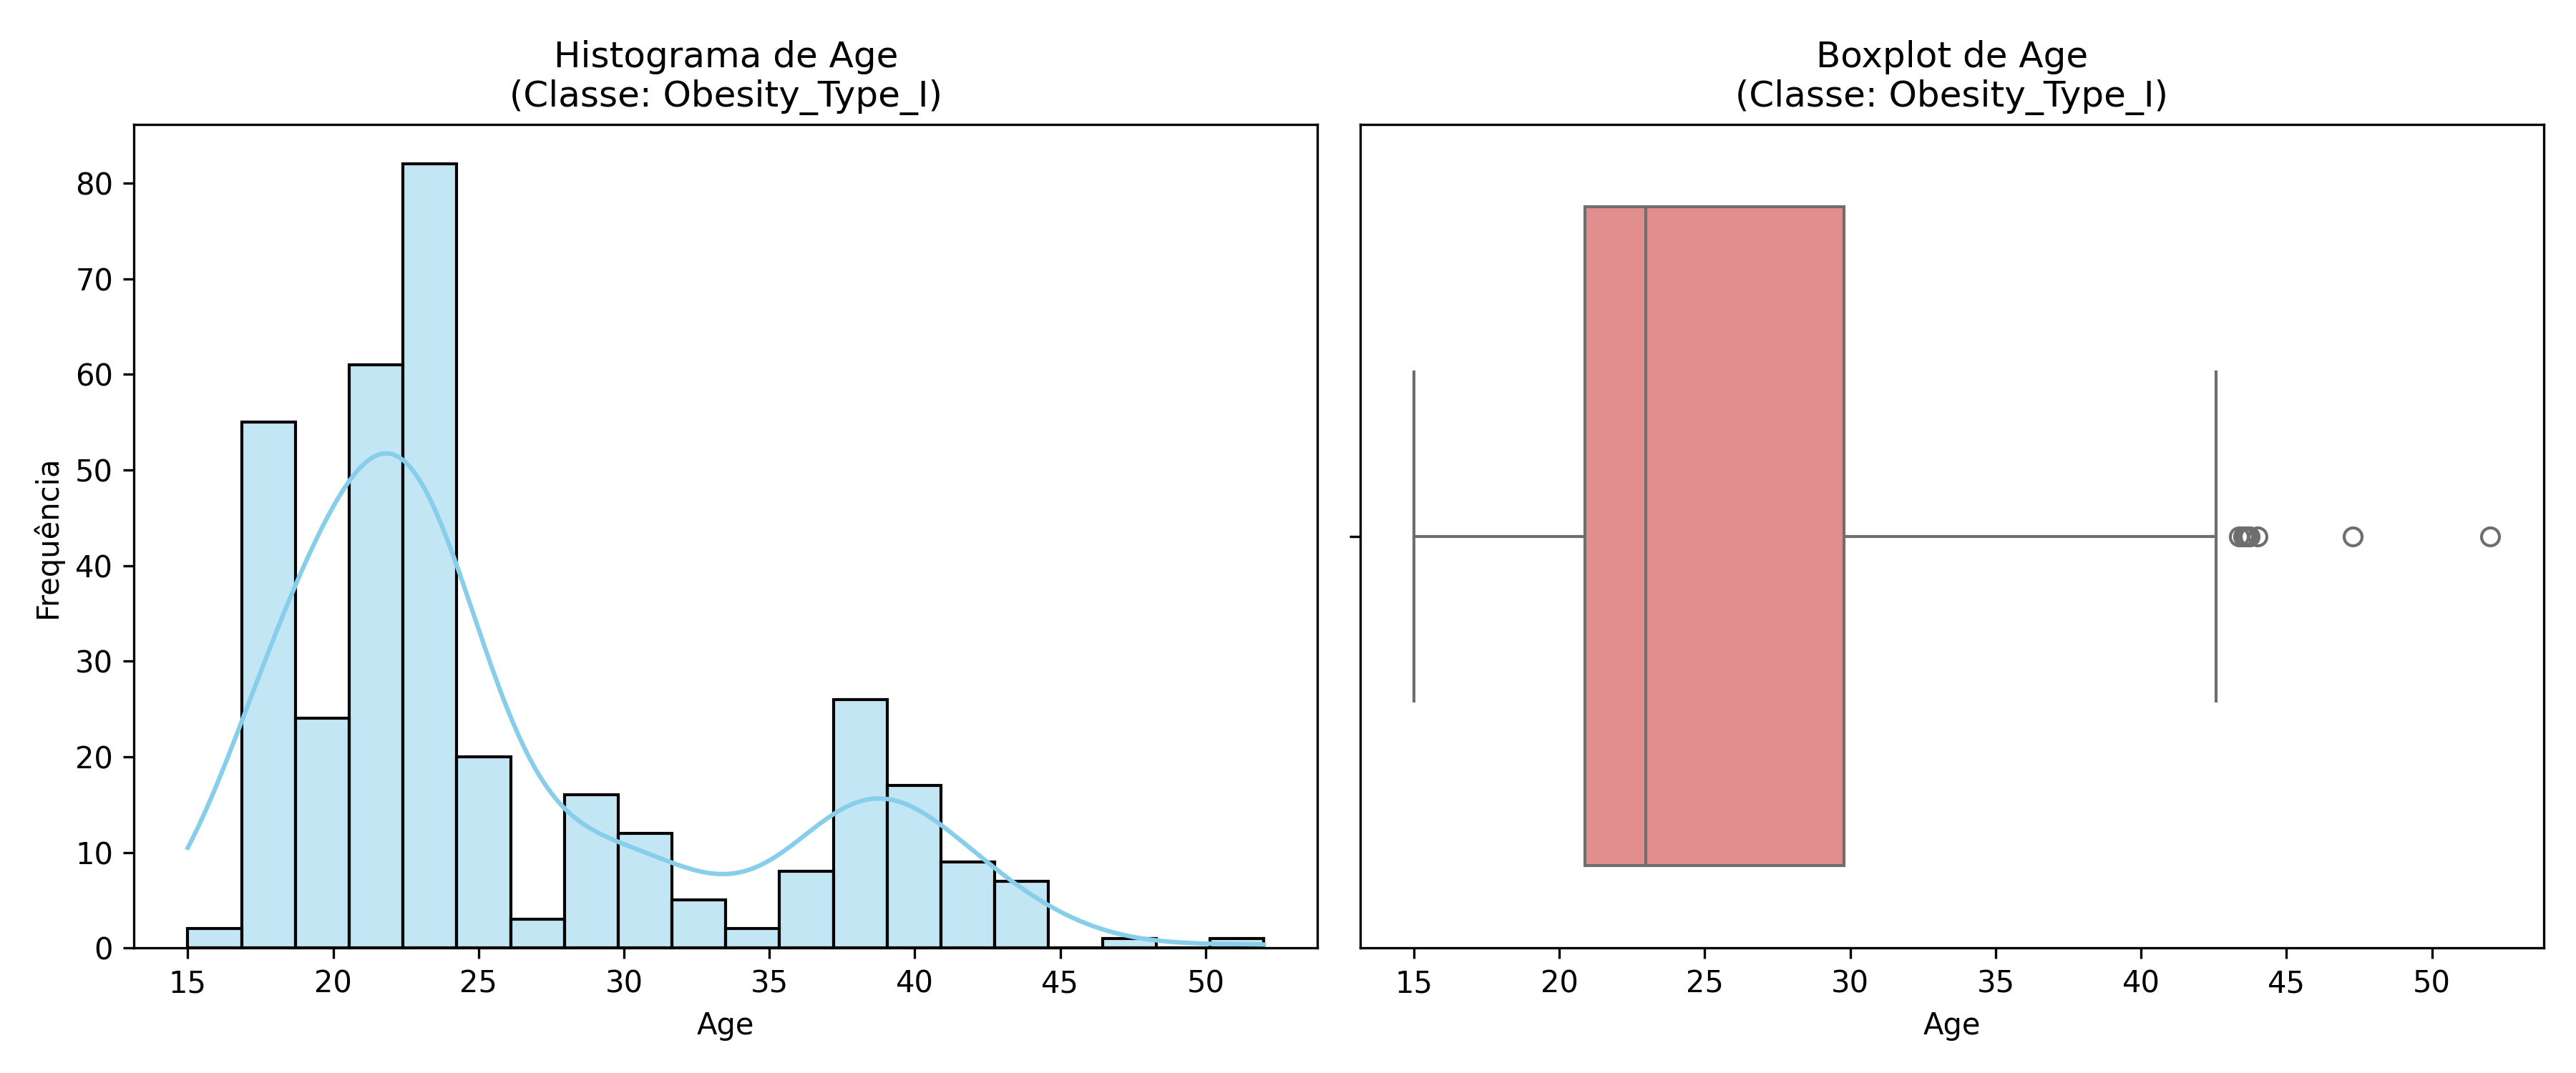 Histograma de Age
(Classe: Obesity_Type_I)
Frequência
80
70
60
50
40
30
20
10
0
15 20 25 30 35 40 45 50
Age
Boxplot de Age
(Classe: Obesity_Type_I)
15 20 25 30 35 40 45 50
Age